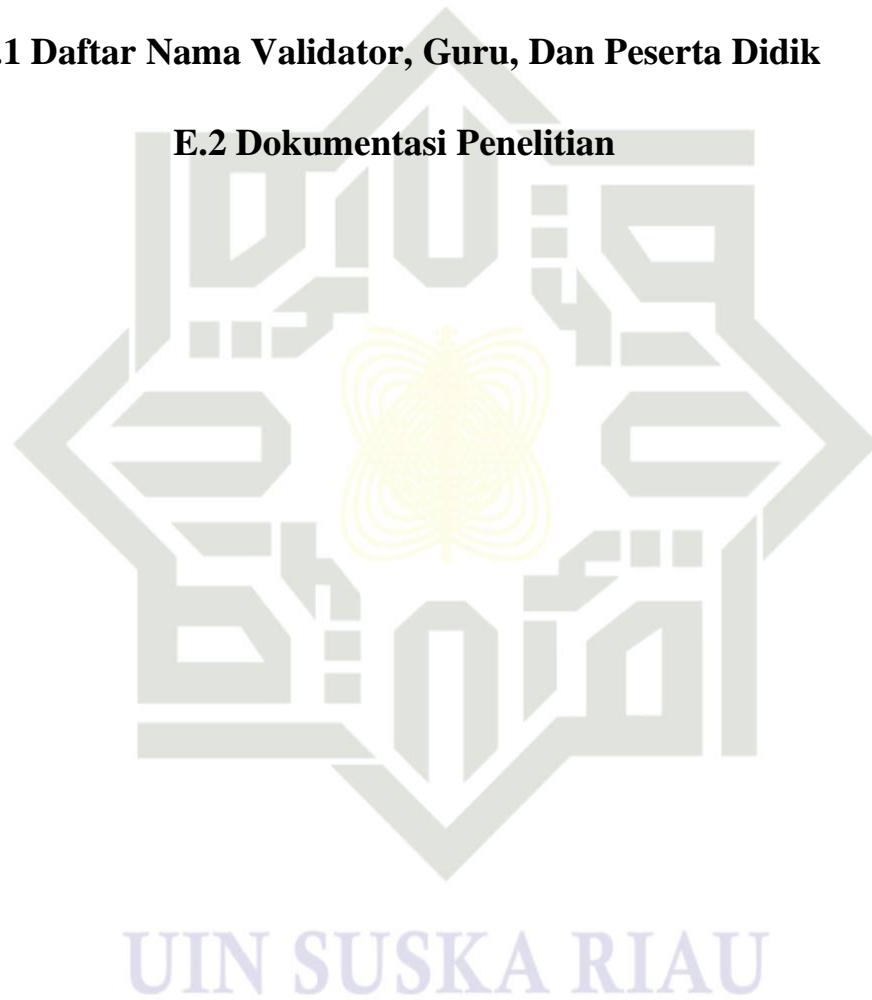 .1 Daftar Nama Validator, Guru, Dan Peserta Didik
E.2 Dokumentasi Penelitian
UIN SUSKA RIAU